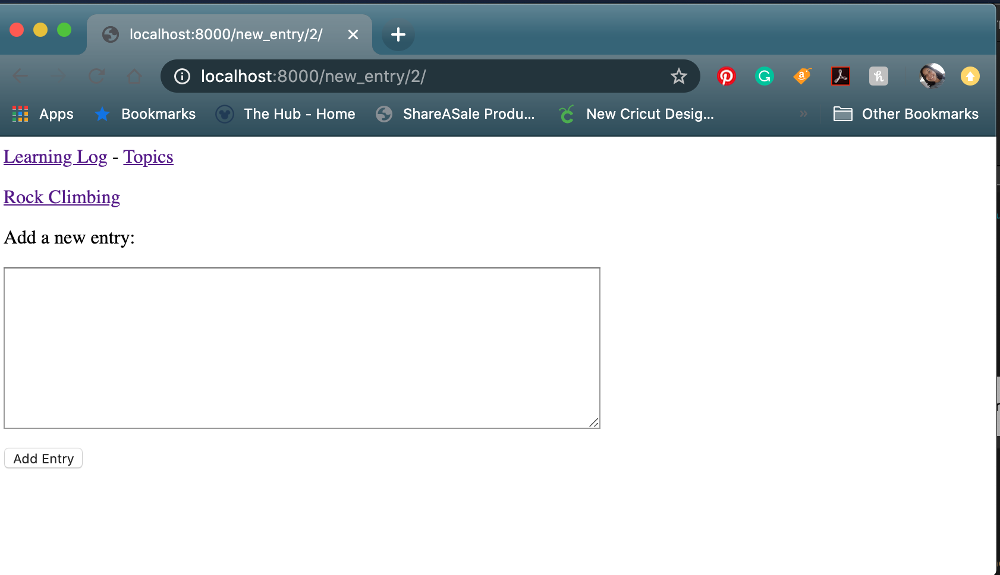 localhost:8000/new_entry/2/
localhost:8000/new_entry/2/
Apps Bookmarks The Hub - Home ShareASale Produ... New Cricut Desig... » Other Bookmarks
Learning Log - Topics
Rock Climbing
Add a new entry:
Add Entry